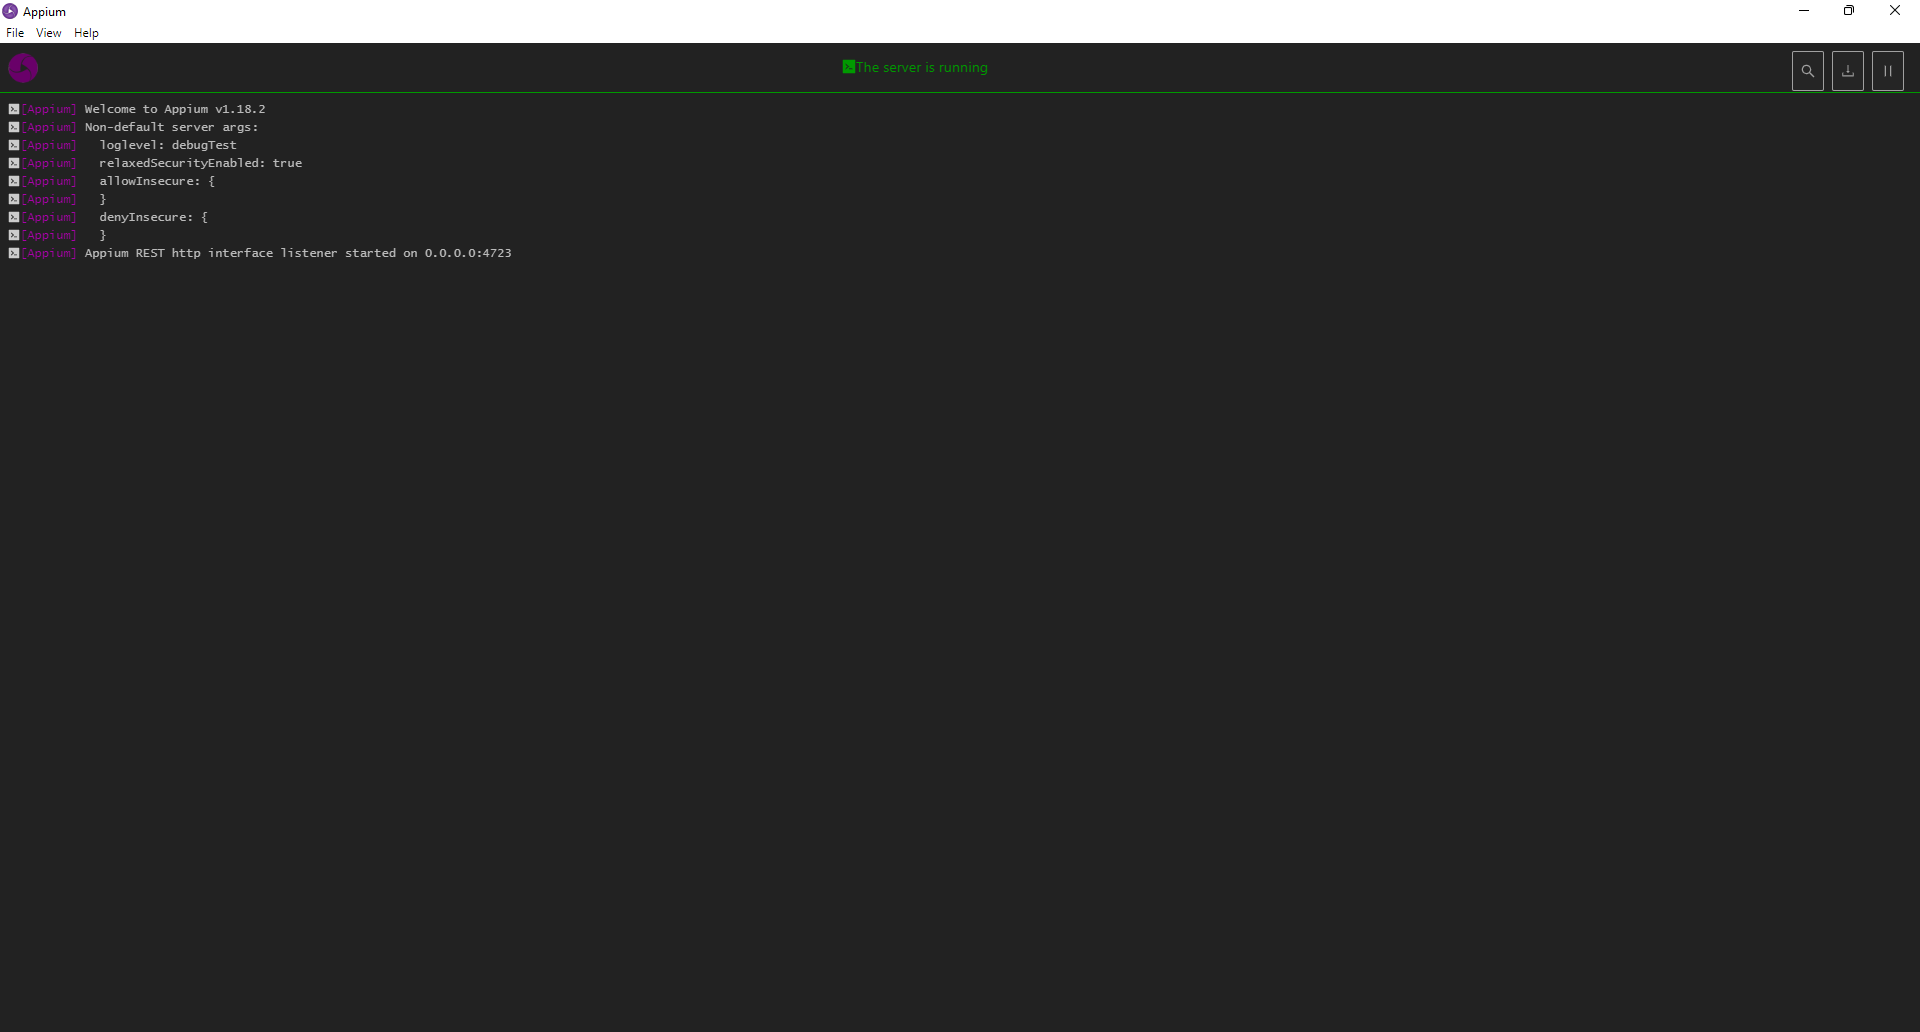 Appium
File View Help
The server is running
[Appium] Welcome to Appium v1.18.2
[Appium] Non-default server args:
[Appium]   loglevel: debugTest
[Appium]   relaxedSecurityEnabled: true
[Appium]   allowInsecure: {
[Appium]   }
[Appium]   denyInsecure: {
[Appium]   }
[Appium] Appium REST http interface listener started on 0.0.0.0:4723